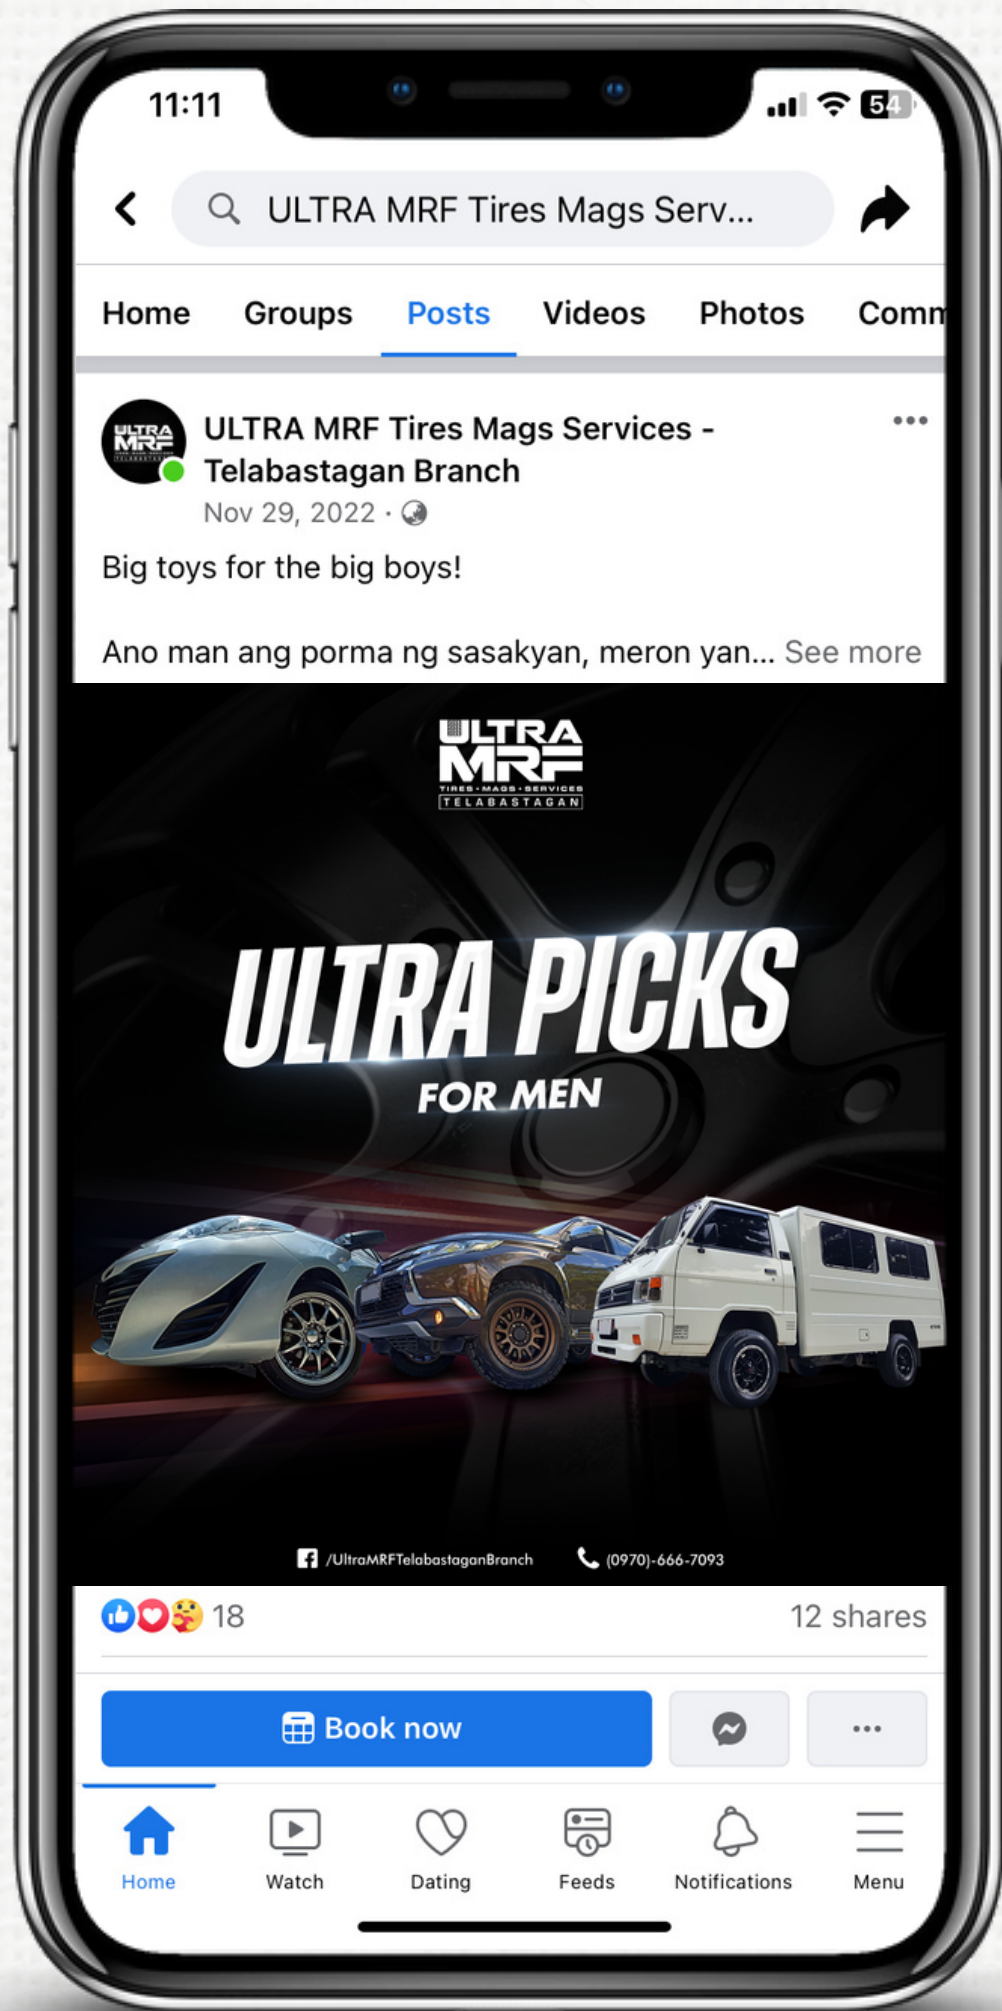 11:11
54
ULTRA MRF Tires Mags Serv...
Home Groups Posts Videos Photos Comm
ULTRA
MRF
ULTRA MRF Tires Mags Services -
Telabastagan Branch
Nov 29, 2022 ·
Big toys for the big boys!
Ano man ang porma ng sasakyan, meron yan... See more
ULTRA
MRF
TIRES • MAGS • SERVICES
TELABASTAGAN
ULTRA PICKS
FOR MEN
/UltraMRFTelabastaganBranch (0970)-666-7093
18 12 shares
Book now
Home Watch Dating Feeds Notifications Menu